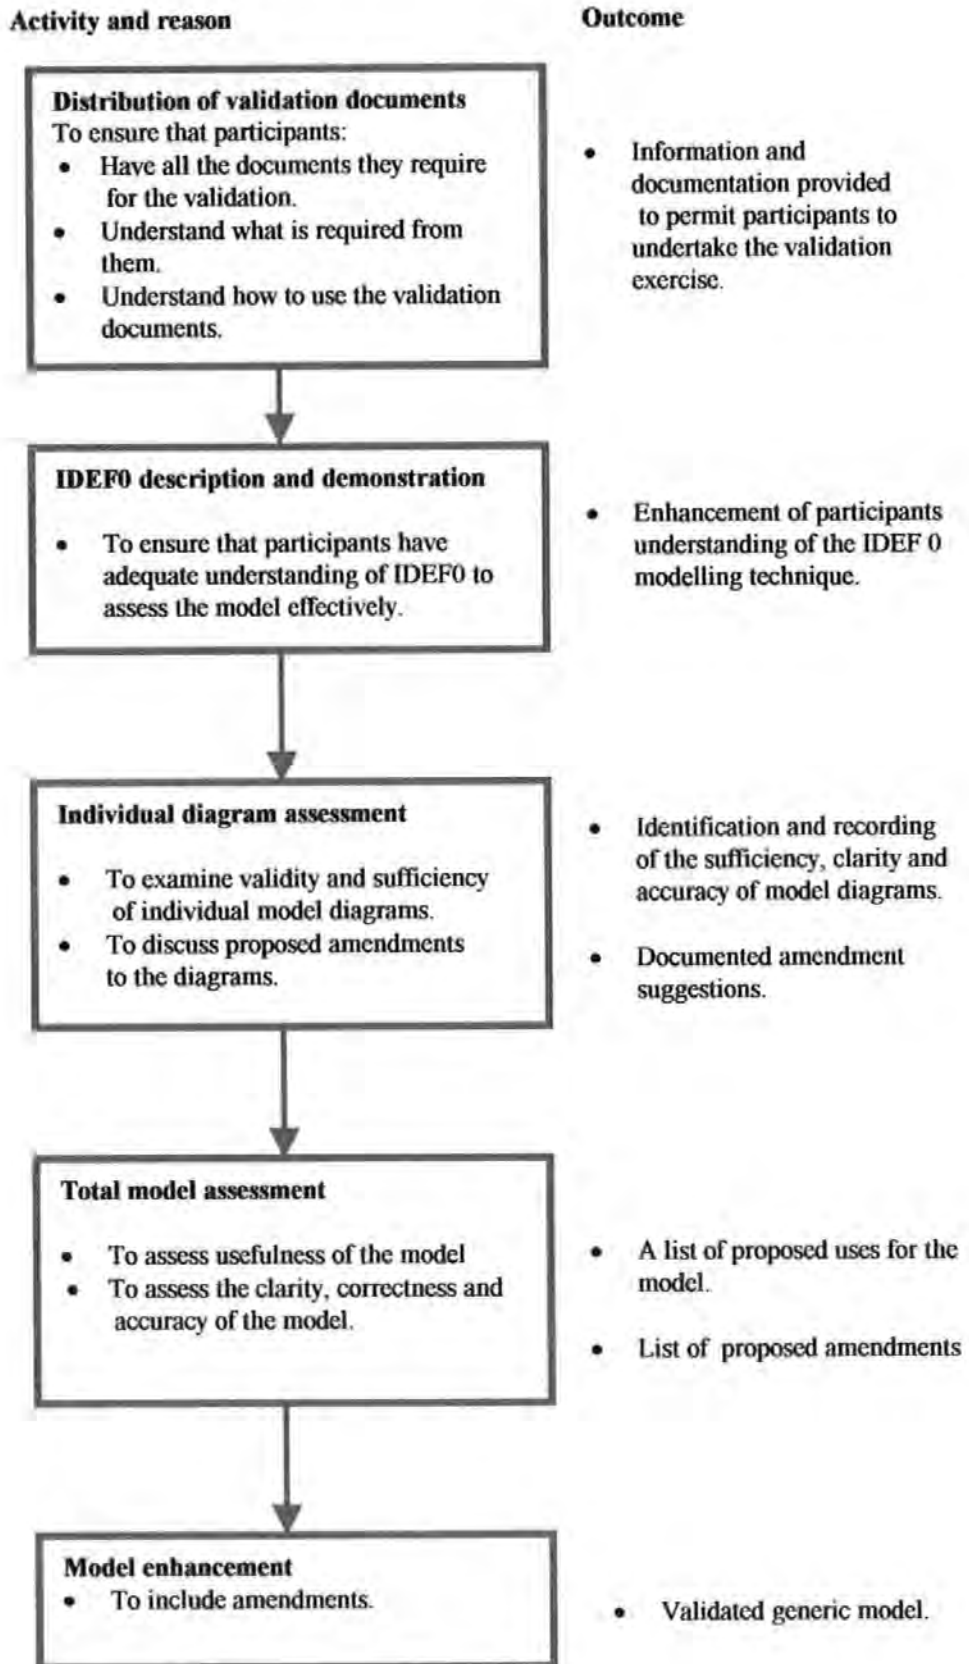 Activity and reason
Outcome
Distribution of validation documents
To ensure that participants:
• Have all the documents they require
for the validation.
• Understand what is required from
them.
• Understand how to use the validation
documents.
• Information and
documentation provided
to permit participants to
undertake the validation
exercise.
IDEF0 description and demonstration
• To ensure that participants have
adequate understanding of IDEF0 to
assess the model effectively.
• Enhancement of participants
understanding of the IDEF 0
modelling technique.
Individual diagram assessment
• To examine validity and sufficiency
of individual model diagrams.
• To discuss proposed amendments
to the diagrams.
• Identification and recording
of the sufficiency, clarity and
accuracy of model diagrams.
• Documented amendment
suggestions.
Total model assessment
• To assess usefulness of the model
• To assess the clarity, correctness and
accuracy of the model.
• A list of proposed uses for the
model.
• List of proposed amendments
Model enhancement
• To include amendments.
• Validated generic model.